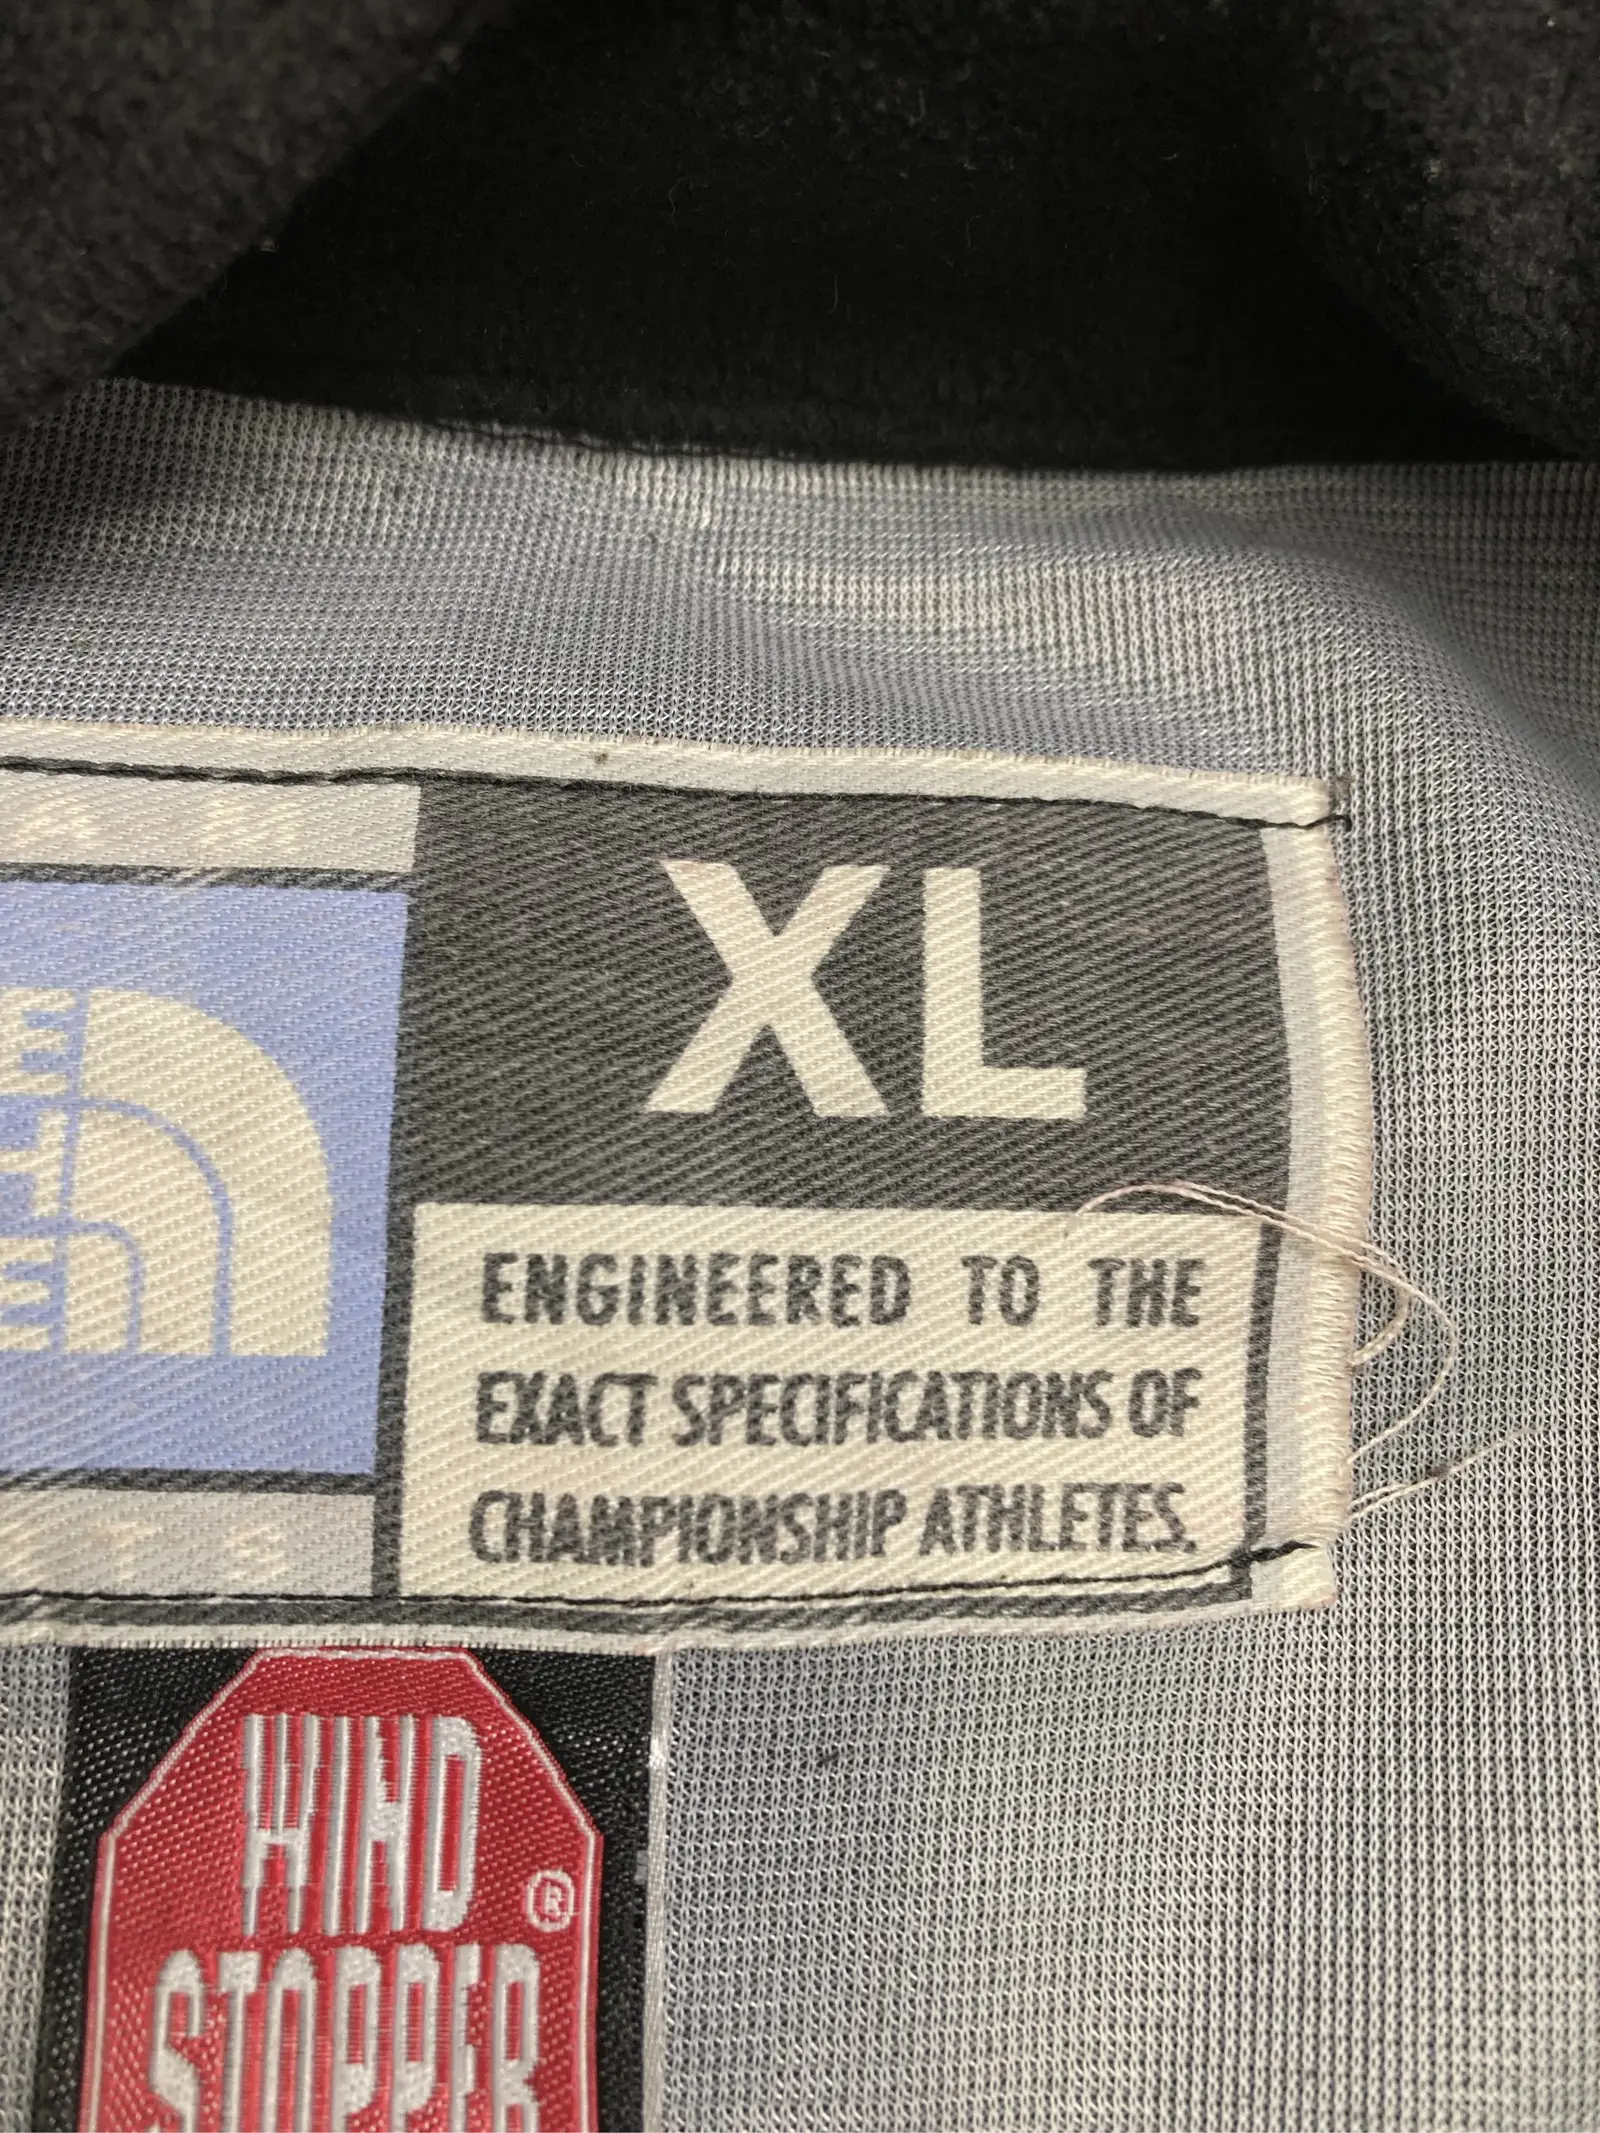 XL
ENGINEERED TO THE
EXACT SPECIFICATIONS OF
CHAMPIONSHIP ATHLETES.
WIND
STOPPER®